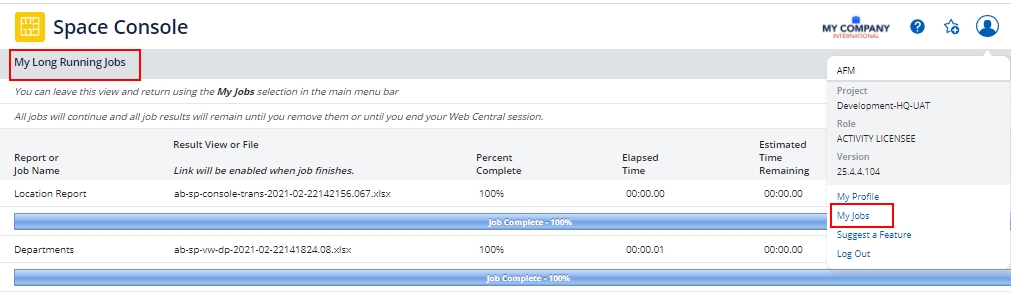 Space Console
MY COMPANY
INTERNATIONAL
?
My Long Running Jobs
You can leave this view and return using the My Jobs selection in the main menu bar
All jobs will continue and all job results will remain until you remove them or until you end your Web Central session.
Report or Job Name
Result View or File
Link will be enabled when job finishes.
Percent Complete
Elapsed Time
Estimated Time Remaining
Location Report
ab-sp-console-trans-2021-02-22142156.067.xlsx
100%
00:00.00
00:00.00
Job Complete - 100%
Departments
ab-sp-vw-dp-2021-02-22141824.08.xlsx
100%
00:00.01
00:00.00
Job Complete - 100%
AFM
Project
Development-HQ-UAT
Role
ACTIVITY LICENSEE
Version
25.4.4.104
My Profile
My Jobs
Suggest a Feature
Log Out